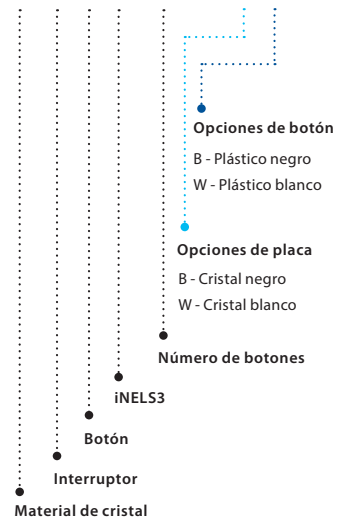 Opciones de botón
B - Plástico negro
W - Plástico blanco
Opciones de placa
B - Cristal negro
W - Cristal blanco
Número de botones
iNELS3
Botón
Interruptor
Material de cristal